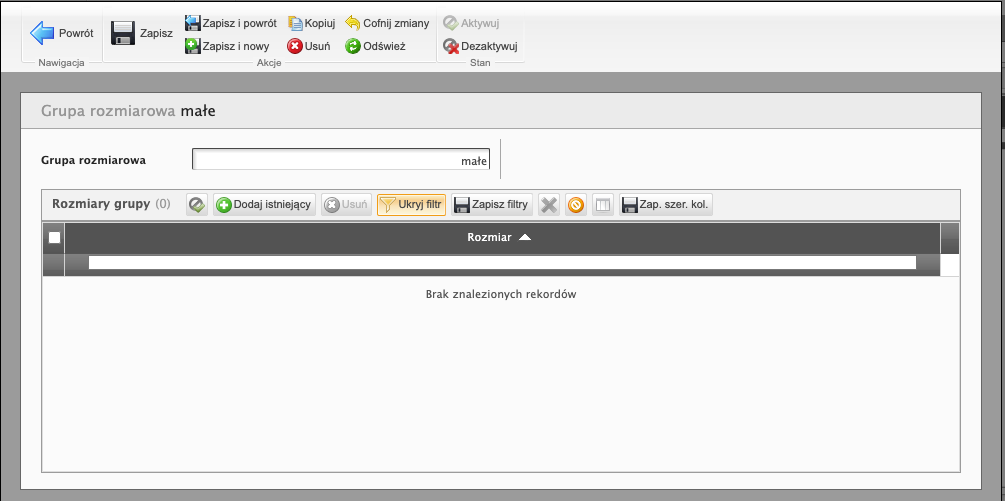 Powrót
Nawigacja
Zapisz
Zapisz i powrót
Kopiuj
Cofnij zmiany
Zapisz i nowy
Usuń
Odśwież
Akcje
Aktywuj
Dezaktywuj
Stan
Grupa rozmiarowa małe
Grupa rozmiarowa
małe
Rozmiary grupy (0)
Dodaj istniejący
Usuń
Ukryj filtr
Zapisz filtry
Zap. szer. kol.
Rozmiar
Brak znalezionych rekordów